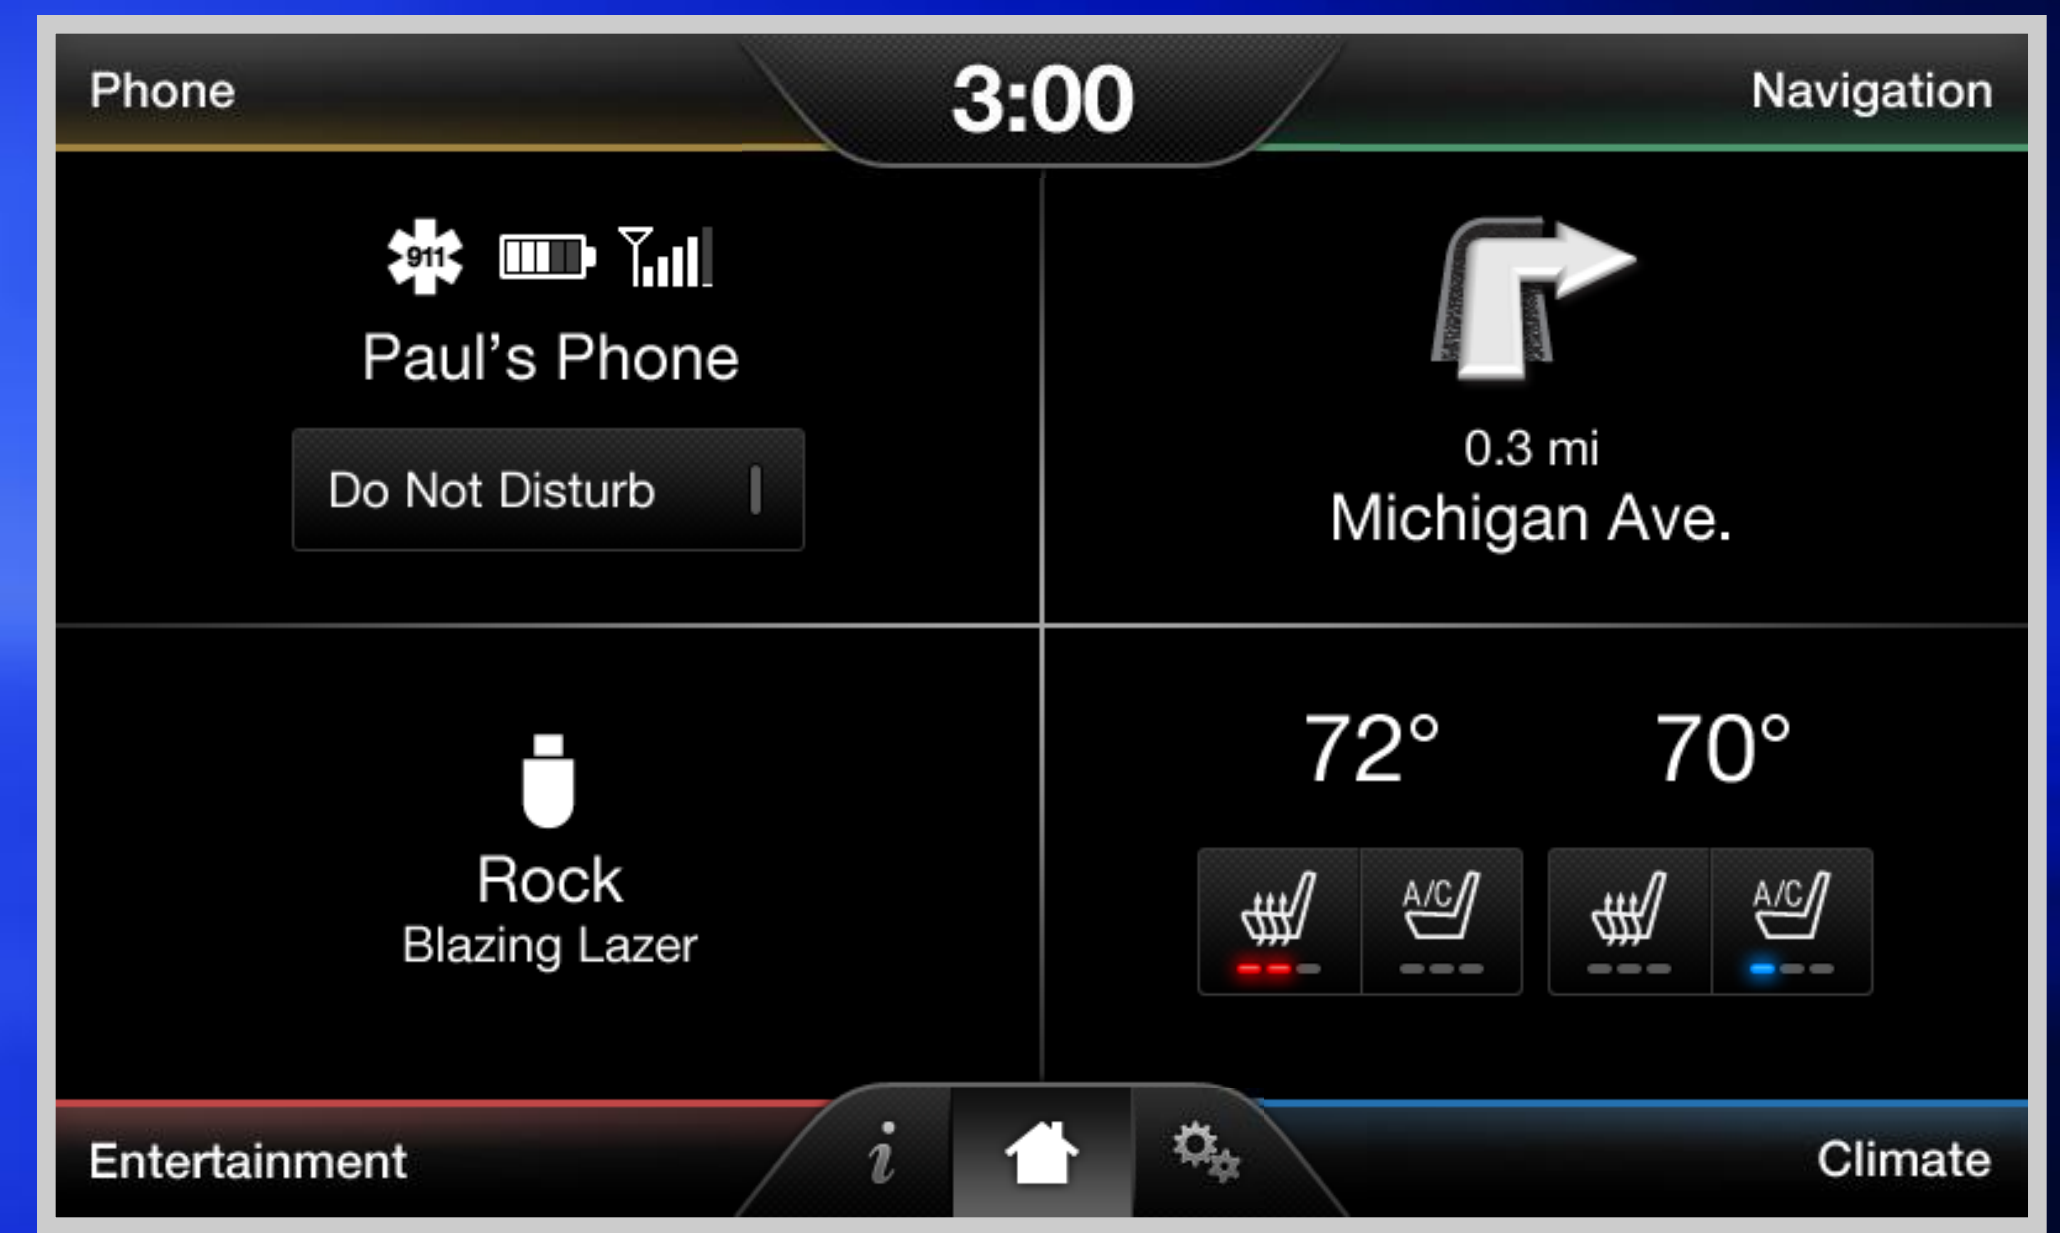 Phone
3:00
Navigation
911
Paul's Phone
Do Not Disturb
0.3 mi
Michigan Ave.
Rock
Blazing Lazer
72° 70°
A/C A/C
Entertainment
i
Climate